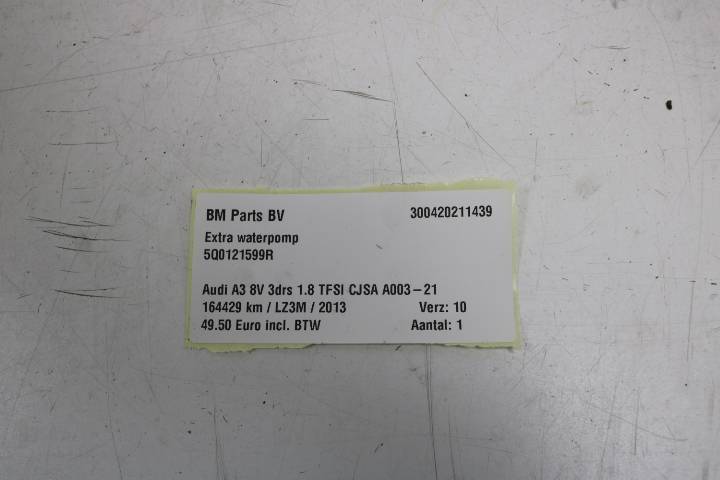 BM Parts BV 300420211439
Extra waterpomp
5Q0121599R
Audi A3 8V 3drs 1.8 TFSI CJSA A003-21
164429 km / LZ3M / 2013 Verz: 10
49.50 Euro incl. BTW Aantal: 1